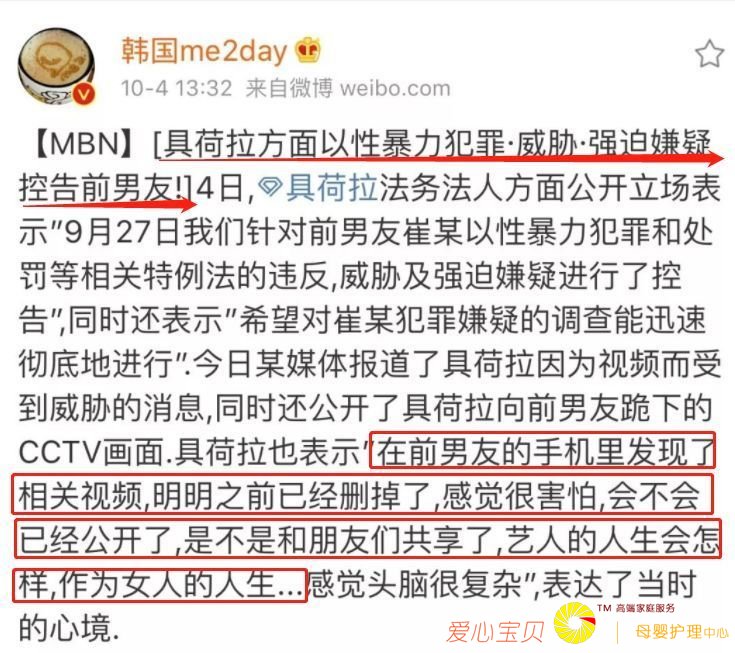 韩国me2day
10-4 13:32 来自微博 weibo.com
【MBN】[具荷拉方面以性暴力犯罪·威胁·强迫嫌疑
控告前男友!]4日,具荷拉法务法人方面公开立场表
示"9月27日我们针对前男友崔某以性暴力犯罪和处
罚等相关特例法的违反,威胁及强迫嫌疑进行了控
告",同时还表示"希望对崔某犯罪嫌疑的调查能迅速
彻底地进行".今日某媒体报道了具荷拉因为视频而受
到威胁的消息,同时还公开了具荷拉向前男友跪下的
CCTV画面.具荷拉也表示"在前男友的手机里发现了
相关视频,明明之前已经删掉了,感觉很害怕,会不会
已经公开了,是不是和朋友们共享了,艺人的人生会怎
样,作为女人的人生...感觉头脑很复杂",表达了当时
的心境.
爱心宝贝 TM 高端家庭服务 | 母婴护理中心